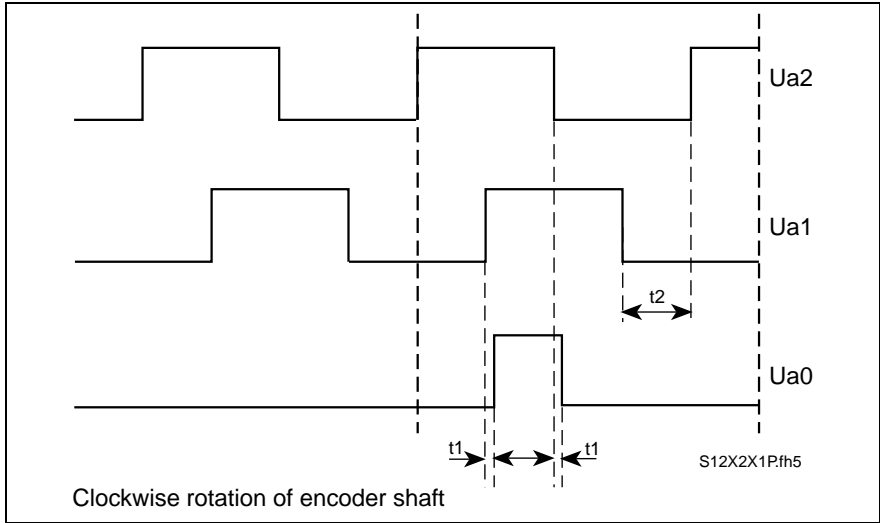 Ua2
Ua1
t2
Ua0
t1
t1
S12X2X1P.fh5
Clockwise rotation of encoder shaft